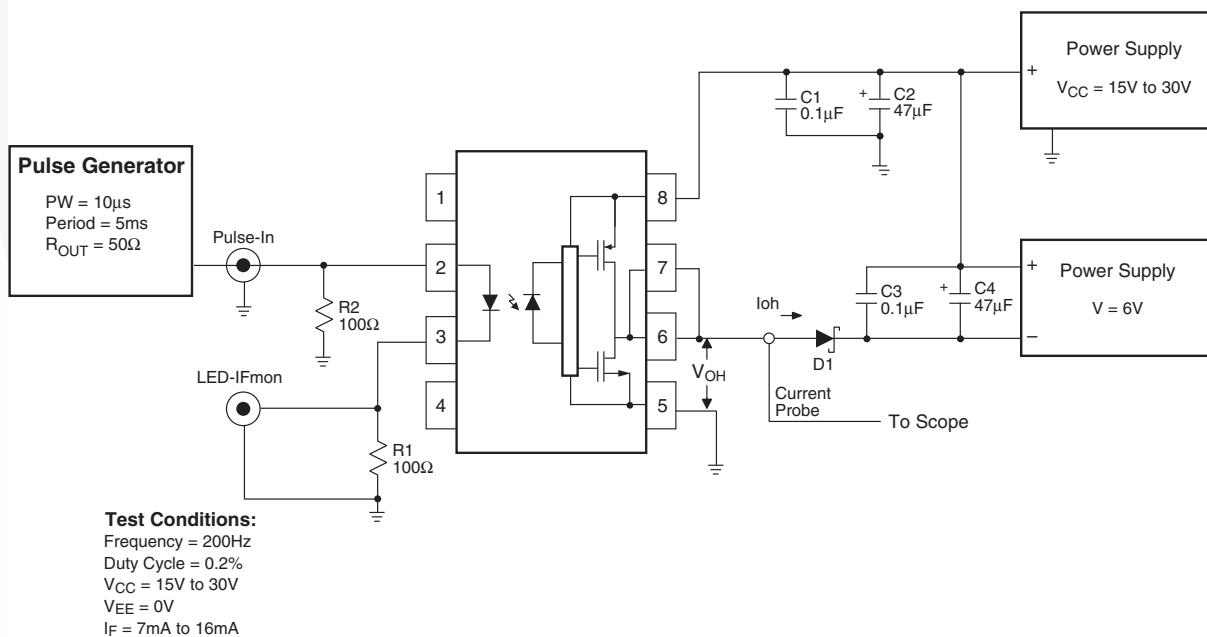 Power Supply
+
VCC = 15V to 30V
C1
0.1μF
+
C2
47μF
Pulse Generator
PW = 10μs
Period = 5ms
ROUT = 50Ω
Pulse-In
1
8
2
7
R2
100Ω
3
6
4
5
LED-IFmon
R1
100Ω
VOH
Ioh
D1
Current
Probe
To Scope
C3
0.1μF
+
C4
47μF
+
Power Supply
V = 6V
–
Test Conditions:
Frequency = 200Hz
Duty Cycle = 0.2%
VCC = 15V to 30V
VEE = 0V
IF = 7mA to 16mA